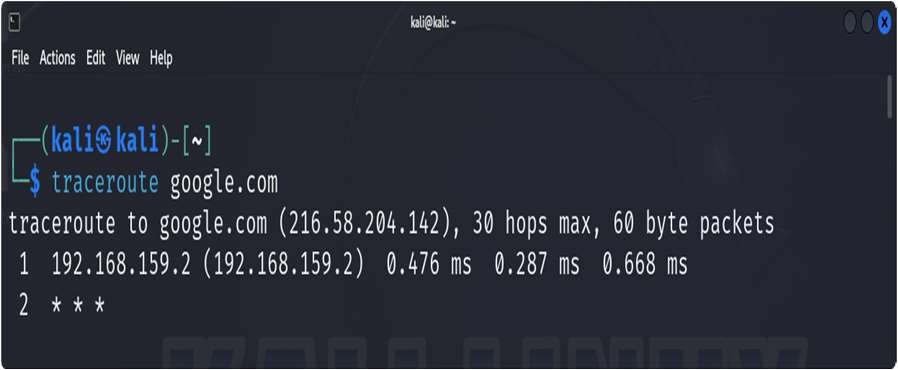 kali@kali: ~
File Actions Edit View Help
┌──(kali㉿kali)-[~]
└─$ traceroute google.com
traceroute to google.com (216.58.204.142), 30 hops max, 60 byte packets
1 192.168.159.2 (192.168.159.2) 0.476 ms 0.287 ms 0.668 ms
2 * * *